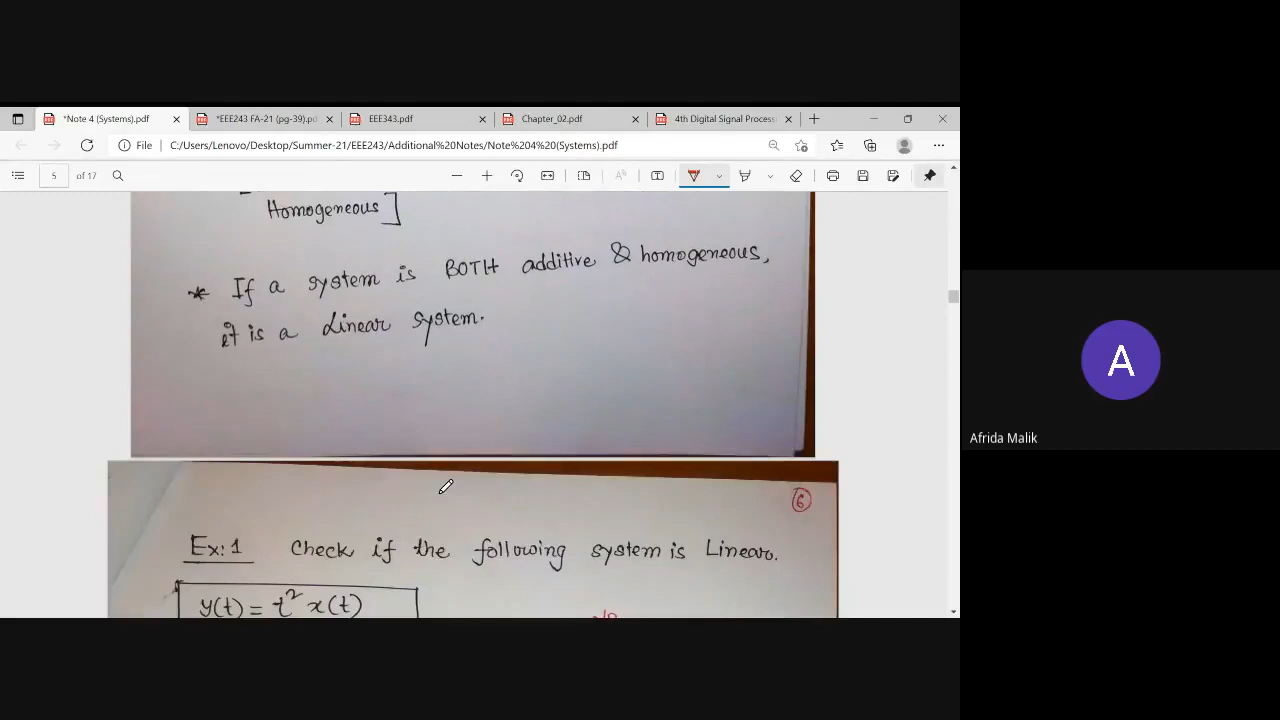 *Note 4 (Systems).pdf
*EEE243 FA-21 (pg-39).pd
EEE343.pdf
Chapter_02.pdf
4th Digital Signal Process
File
C:/Users/Lenovo/Desktop/Summer-21/EEE243/Additional%20Notes/Note%204%20(Systems).pdf
5 of 17
Homogeneous]
* If a system is BOTH additive & homogeneous,
it is a Linear system.
6
Ex:1 Check if the following system is Linear.
y(t) = t² x(t)
A
Afrida Malik